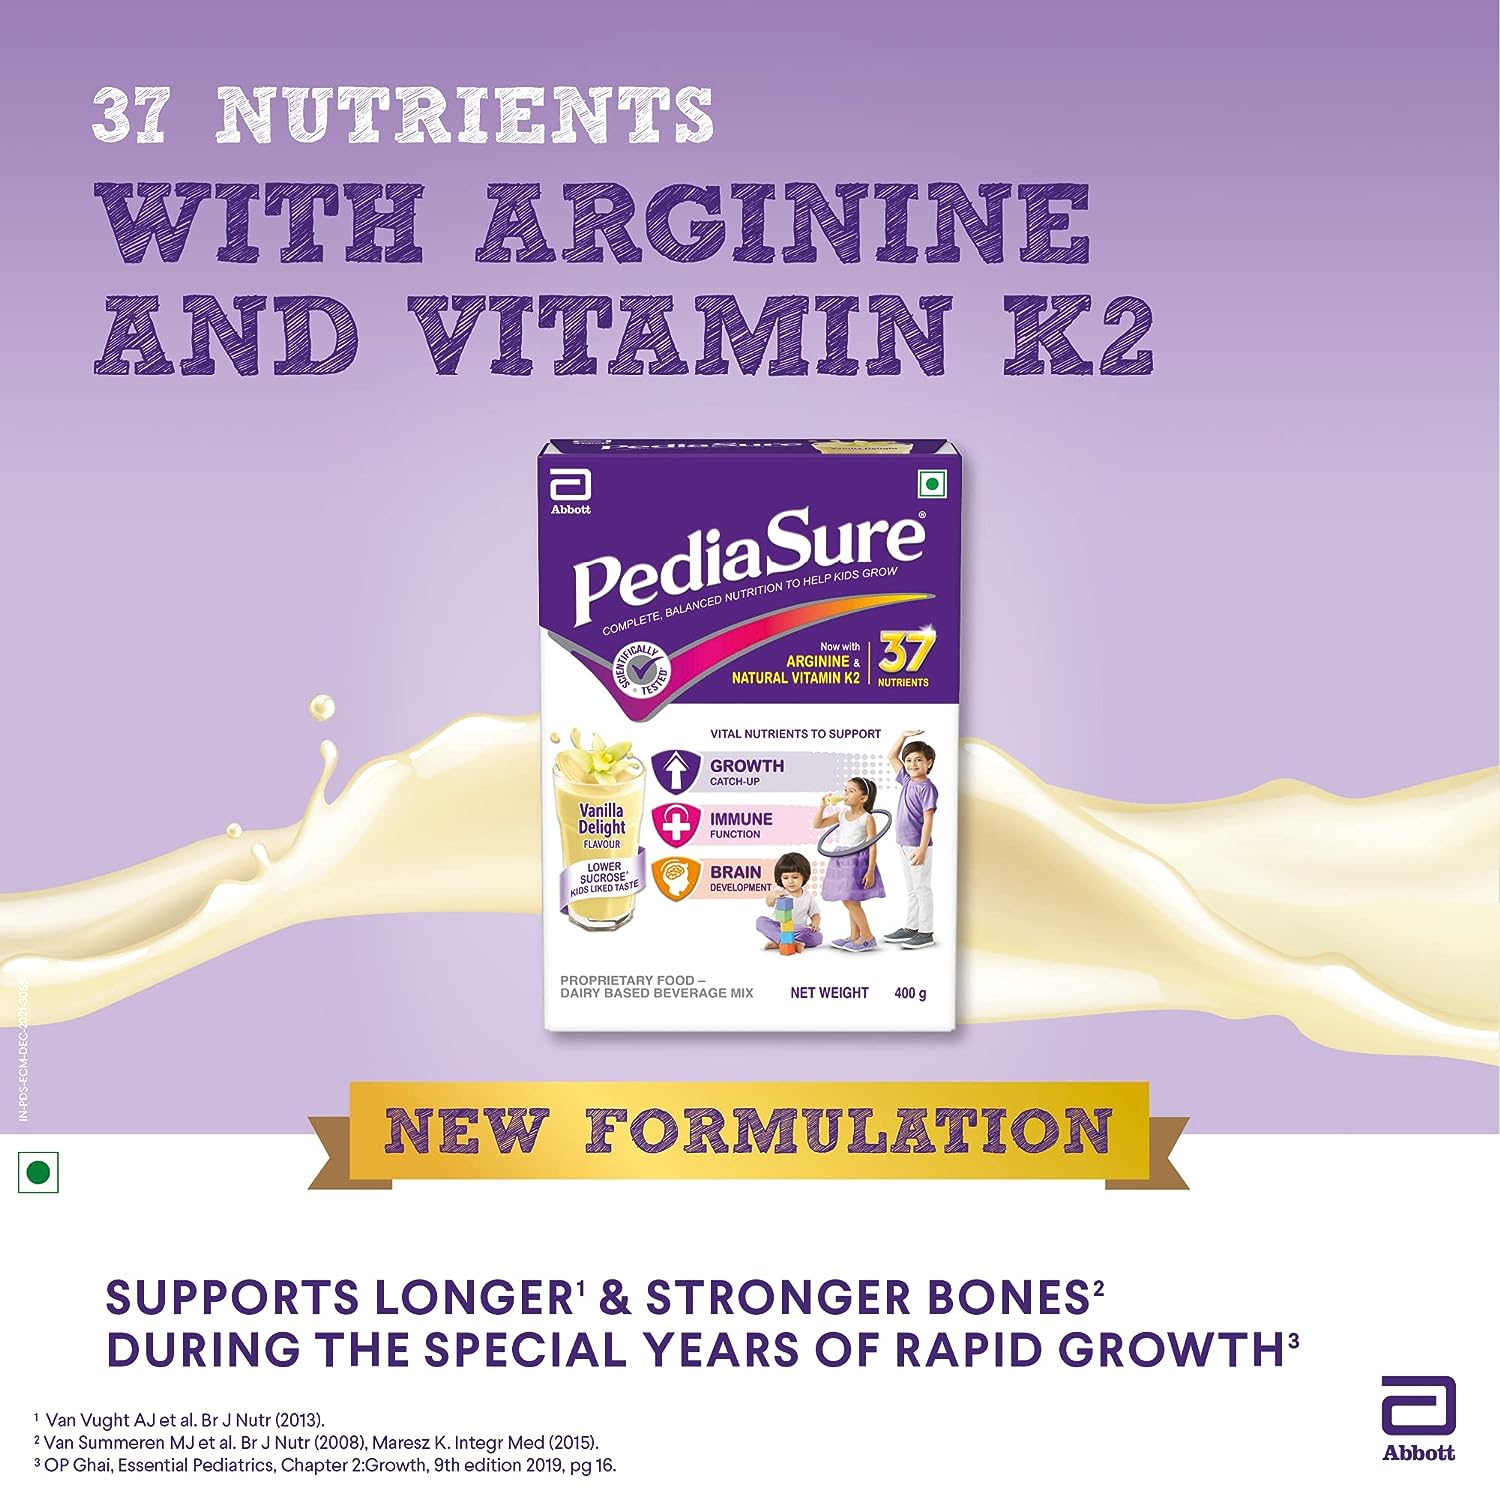 37 NUTRIENTS
WITH ARGININE
AND VITAMIN K2
PediaSure
Vanilla Delight
Abbott
PediaSure®
COMPLETE, BALANCED NUTRITION TO HELP KIDS GROW
SCIENTIFICALLY
TESTED
Now with
ARGININE &
NATURAL VITAMIN K2
37
NUTRIENTS
VITAL NUTRIENTS TO SUPPORT
GROWTH
CATCH-UP
IMMUNE
FUNCTION
BRAIN
DEVELOPMENT
Vanilla
Delight
FLAVOUR
LOWER
SUCROSE^
KIDS LIKED TASTE
PROPRIETARY FOOD –
DAIRY BASED BEVERAGE MIX
NET WEIGHT 400 g
NEW FORMULATION
SUPPORTS LONGER¹ & STRONGER BONES²
DURING THE SPECIAL YEARS OF RAPID GROWTH³
¹ Van Vught AJ et al. Br J Nutr (2013).
² Van Summeren MJ et al. Br J Nutr (2008), Maresz K. Integr Med (2015).
³ OP Ghai, Essential Pediatrics, Chapter 2:Growth, 9th edition 2019, pg 16.
Abbott